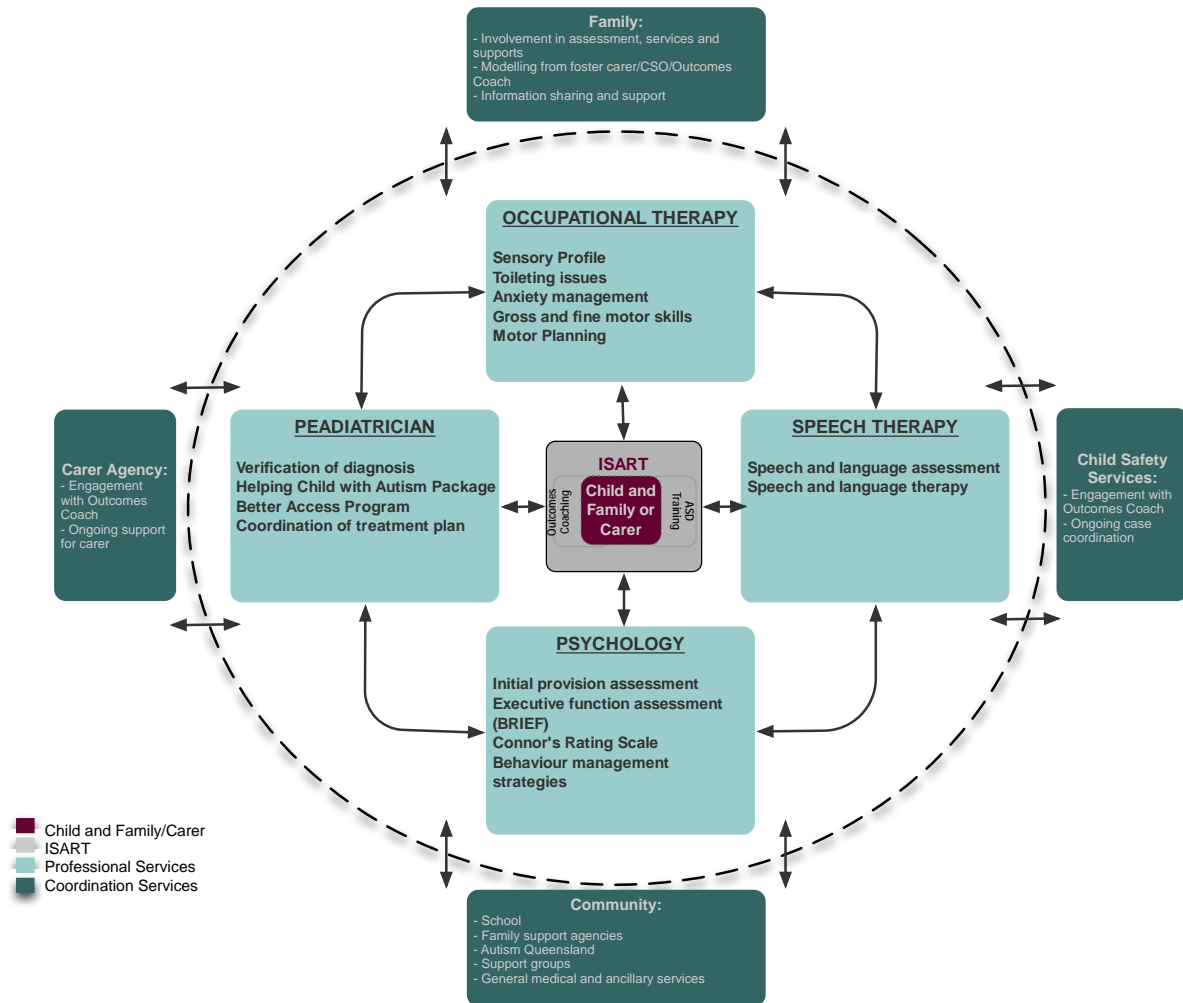 Family:
- Involvement in assessment, services and
supports
- Modelling from foster carer/CSO/Outcomes
Coach
- Information sharing and support
OCCUPATIONAL THERAPY
Sensory Profile
Toileting issues
Anxiety management
Gross and fine motor skills
Motor Planning
Carer Agency:
- Engagement
with Outcomes
Coach
- Ongoing support
for carer
PEADIATRICIAN
Verification of diagnosis
Helping Child with Autism Package
Better Access Program
Coordination of treatment plan
ISART
Outcomes
Coaching
Child and
Family or
Carer
ASD
Training
SPEECH THERAPY
Speech and language assessment
Speech and language therapy
Child Safety
Services:
- Engagement with
Outcomes Coach
- Ongoing case
coordination
PSYCHOLOGY
Initial provision assessment
Executive function assessment
(BRIEF)
Connor's Rating Scale
Behaviour management
strategies
Child and Family/Carer
ISART
Professional Services
Coordination Services
Community:
- School
- Family support agencies
- Autism Queensland
- Support groups
- General medical and ancillary services